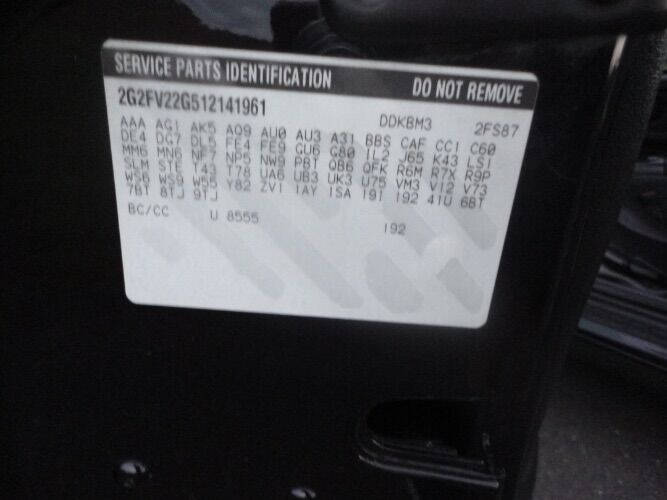 SERVICE PARTS IDENTIFICATION DO NOT REMOVE
2G2FV22G512141961 DDKBM3 2FS87
AAA AG1 AK5 AQ9 AU0 AU3 A31 BBS CAF CC1 C60
DE4 DG7 DL5 FE4 FE9 GU6 G80 IL2 J65 K43 LS1
MM6 MN6 NF7 NP5 NW9 PBT QB6 QFK R6M R7X R9P
SLM STE T43 T78 UA6 UB3 UK3 U75 VM3 V12 V73
WS6 WS9 W55 Y82 ZV1 1AY 1SA 19I 192 41U 6BT
7BT 8TJ 9TJ
BC/CC U 8555 192